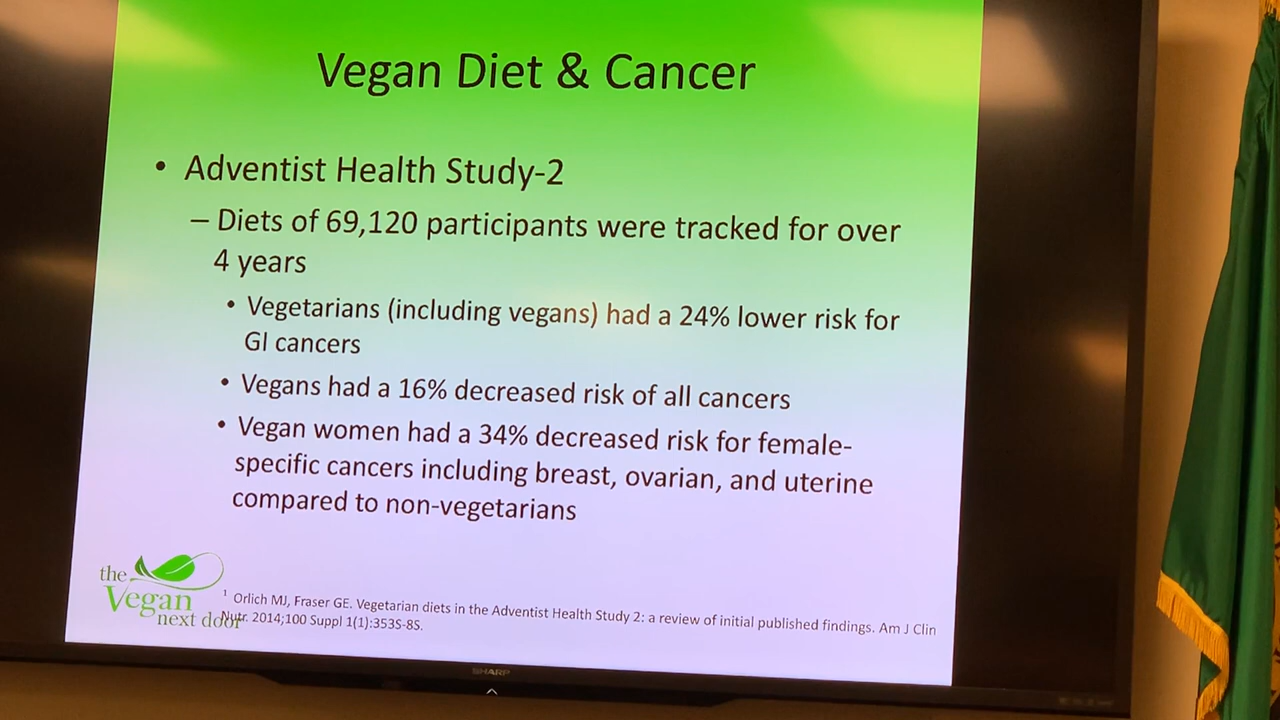 Vegan Diet & Cancer
• Adventist Health Study-2
– Diets of 69,120 participants were tracked for over
4 years
• Vegetarians (including vegans) had a 24% lower risk for
GI cancers
• Vegans had a 16% decreased risk of all cancers
• Vegan women had a 34% decreased risk for female-
specific cancers including breast, ovarian, and uterine
compared to non-vegetarians
the
Vegan
next door
1 Orlich MJ, Fraser GE. Vegetarian diets in the Adventist Health Study 2: a review of initial published findings. Am J Clin
Nutr. 2014;100 Suppl 1(1):353S-8S.
SHARP